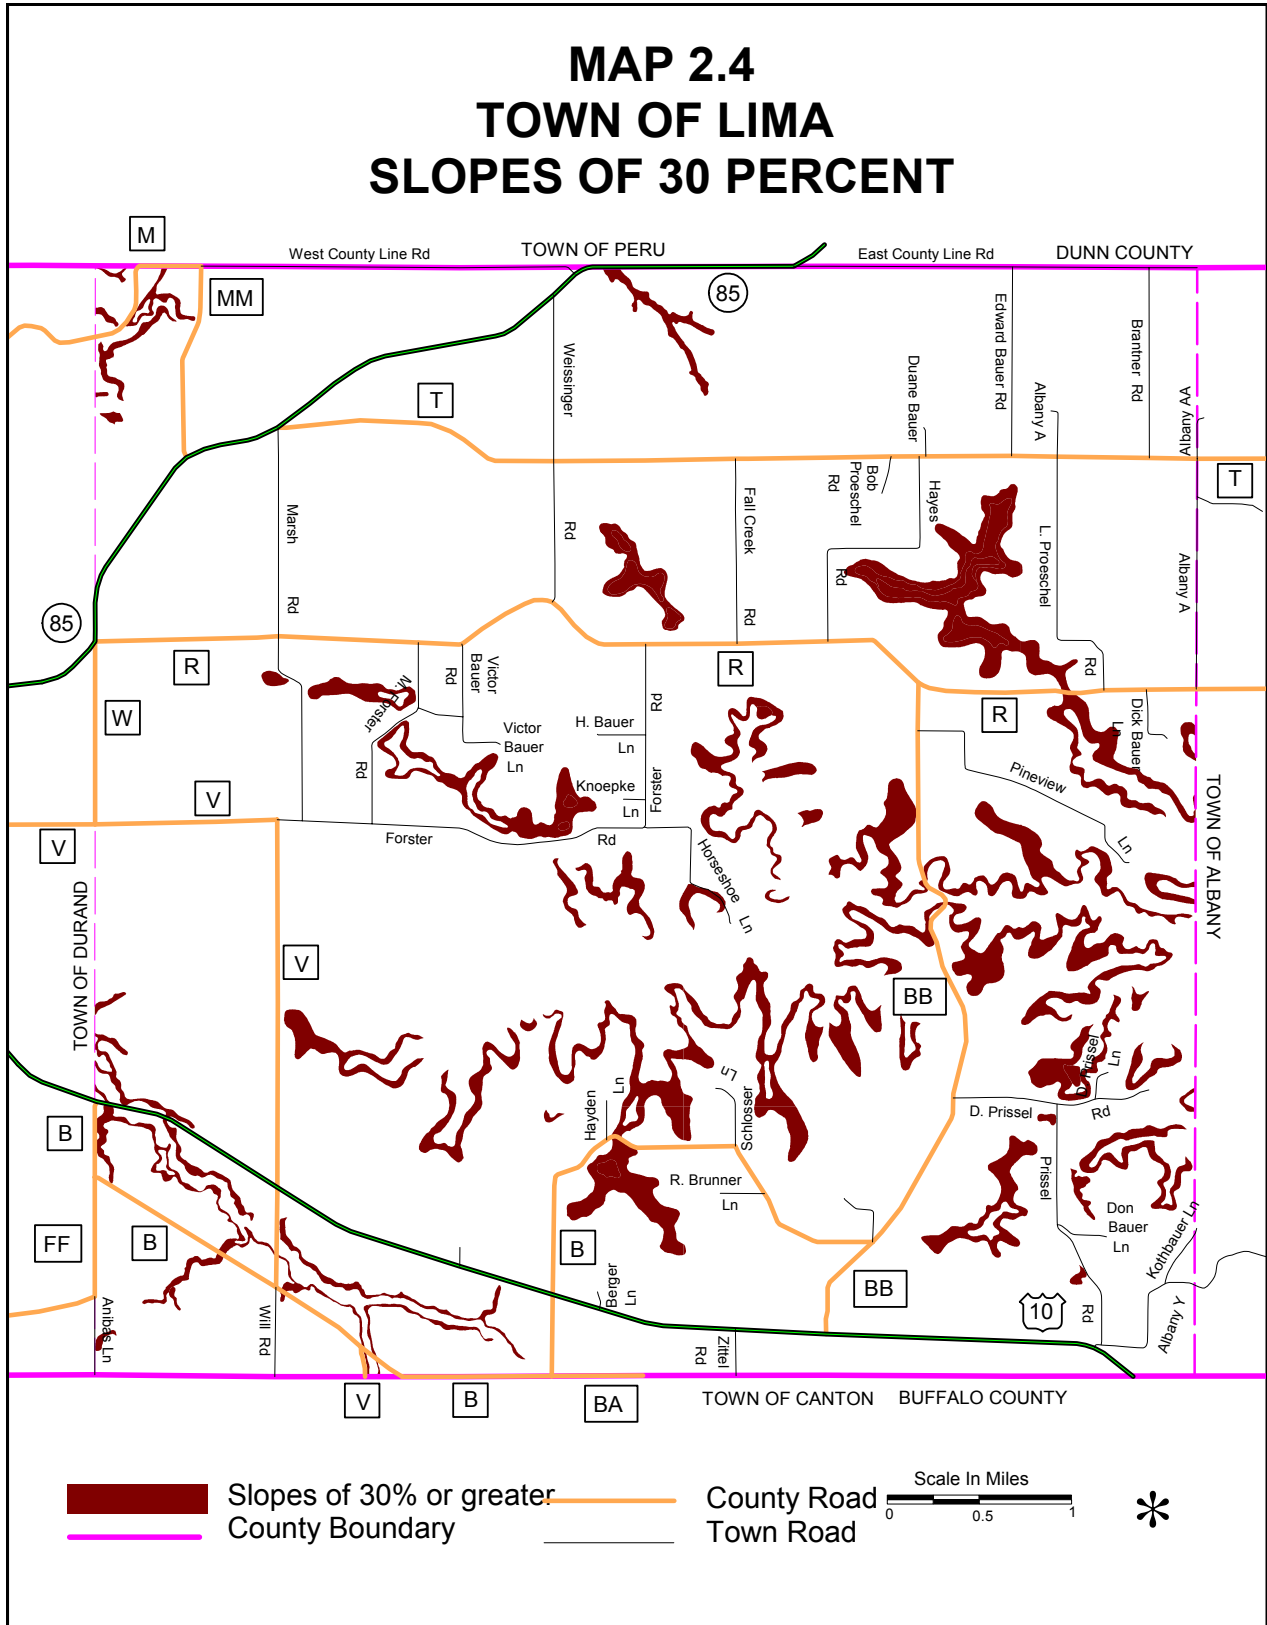 MAP 2.4
TOWN OF LIMA
SLOPES OF 30 PERCENT
M
West County Line Rd
TOWN OF PERU
East County Line Rd
DUNN COUNTY
MM
85
Edward Bauer Rd
Brantner Rd
Weissinger
Duane Bauer
Albany A
Albany AA
T
Bob
Proeschel
Rd
Hayes
T
Marsh
Fall Creek
Rd
L. Proeschel
Albany A
Rd
Rd
Rd
85
R
Victor
Bauer
Rd
M. Forster
Rd
R
Rd
R
W
Victor
Bauer
Ln
H. Bauer
Ln
Dick Bauer
Ln
Rd
Pineview
Ln
V
Knoepke
Ln
Forster
TOWN OF ALBANY
V
Forster
Rd
Horseshoe
Ln
TOWN OF DURAND
V
BB
D. Prissel
Ln
Ln
Hayden
Ln
Schlosser
D. Prissel
Rd
B
Prissel
R. Brunner
Ln
Don
Bauer
Ln
Kothbauer Ln
FF
B
B
BB
Berger
Ln
10
Rd
Albany Y
Anibas Ln
Will Rd
Zittel
Rd
V
B
BA
TOWN OF CANTON
BUFFALO COUNTY
Slopes of 30% or greater
County Boundary
County Road
Town Road
Scale In Miles
0
0.5
1